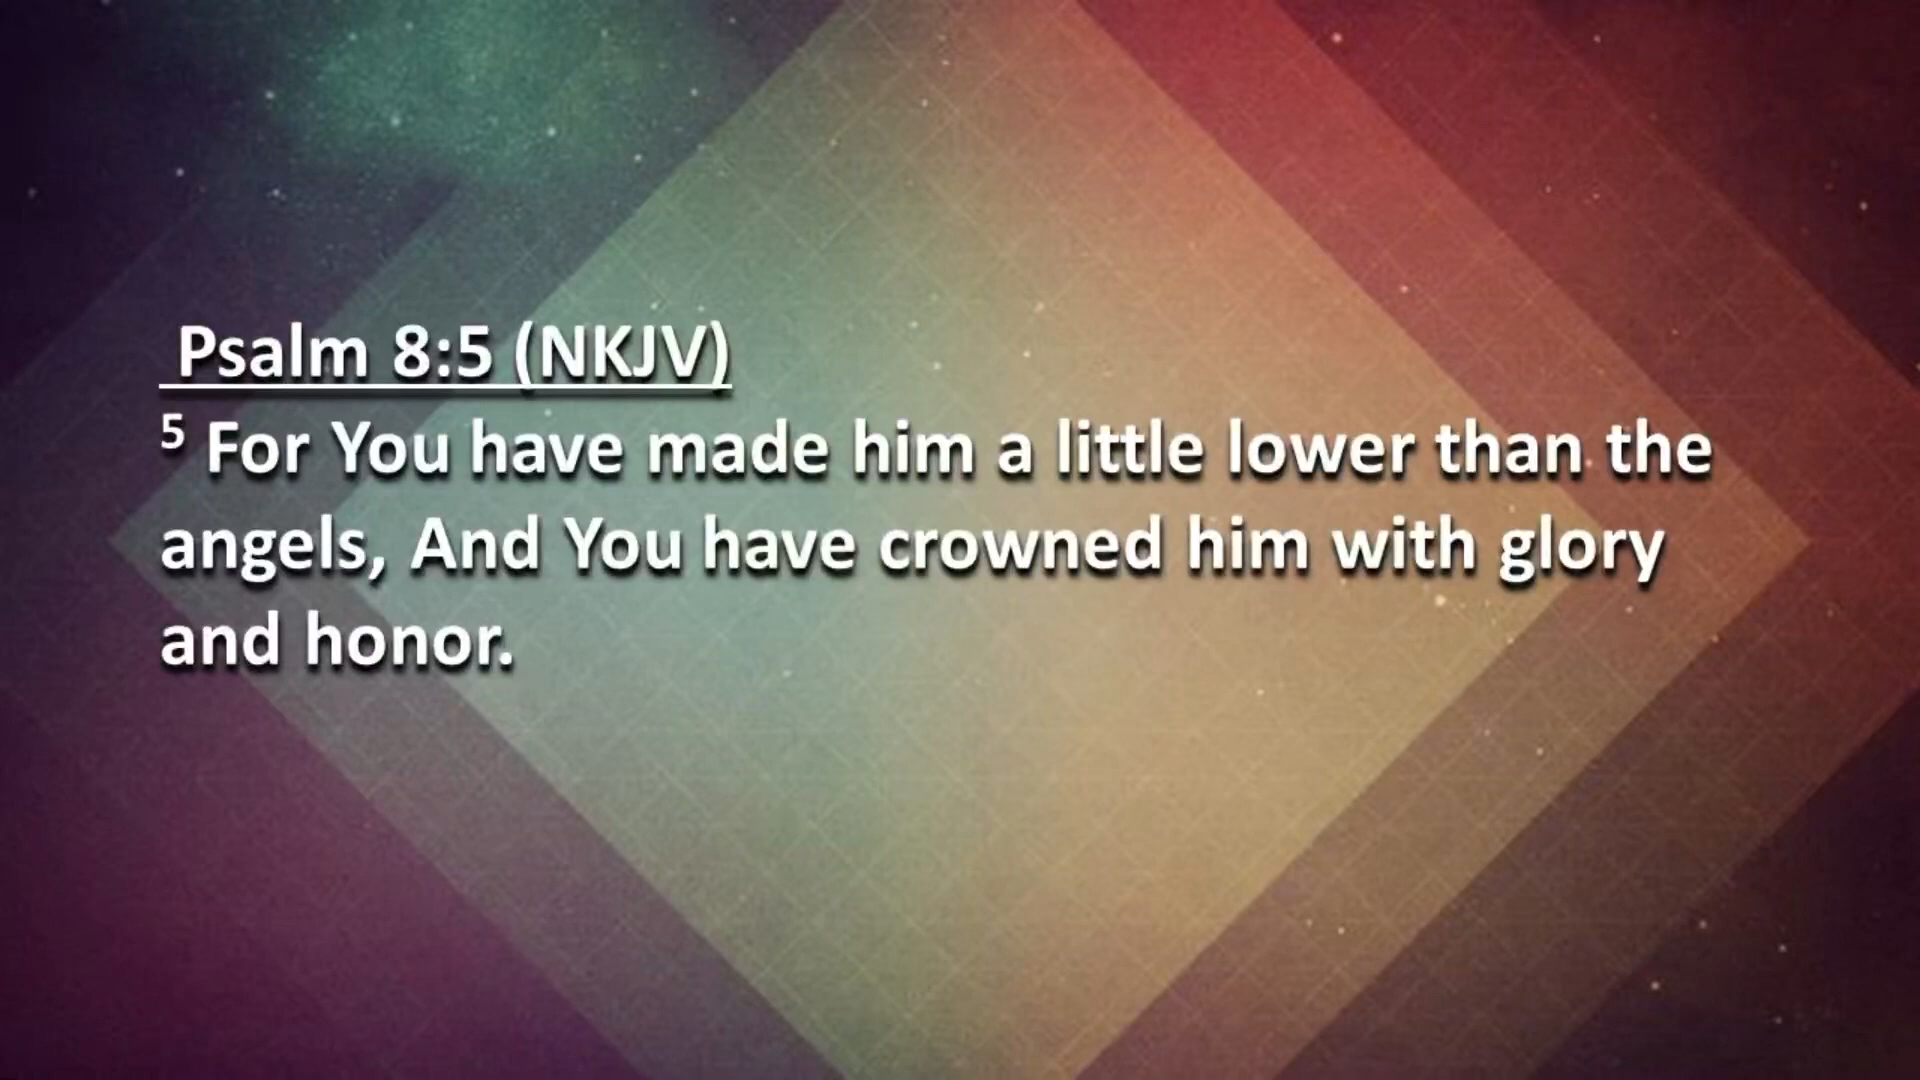 Psalm 8:5 (NKJV)
5 For You have made him a little lower than the
angels, And You have crowned him with glory
and honor.